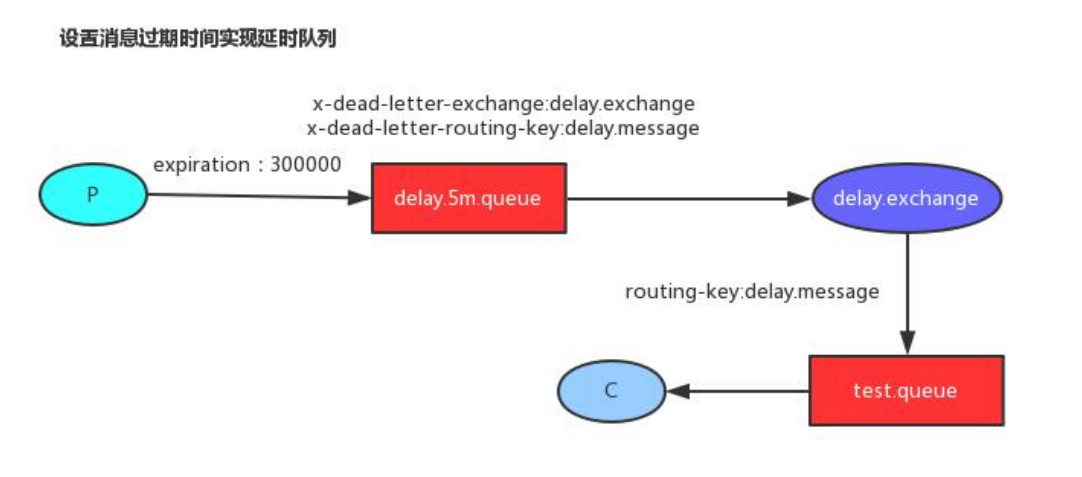 设置消息过期时间实现延时队列
x-dead-letter-exchange:delay.exchange
x-dead-letter-routing-key:delay.message
expiration：300000
P
delay.5m.queue
delay.exchange
routing-key:delay.message
C
test.queue